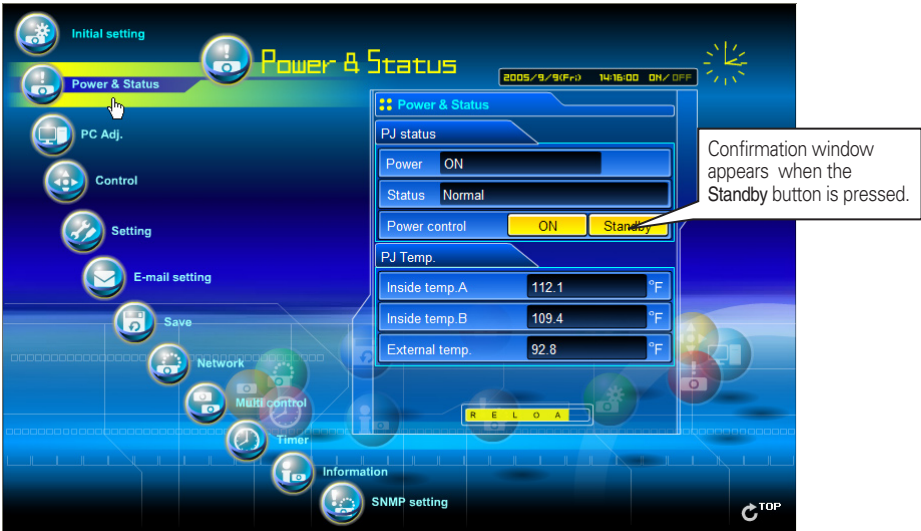 Initial setting
Power & Status
Power & Status
2005/9/9(Fri) 14:16:00 ON/OFF
PC Adj.
Control
Setting
E-mail setting
Save
Network
Multi control
Timer
Information
SNMP setting
Power & Status
PJ status
Power ON
Status Normal
Power control ON Standby
PJ Temp.
Inside temp.A 112.1 °F
Inside temp.B 109.4 °F
External temp. 92.8 °F
R E L O A
Confirmation window
appears when the
Standby button is pressed.
TOP